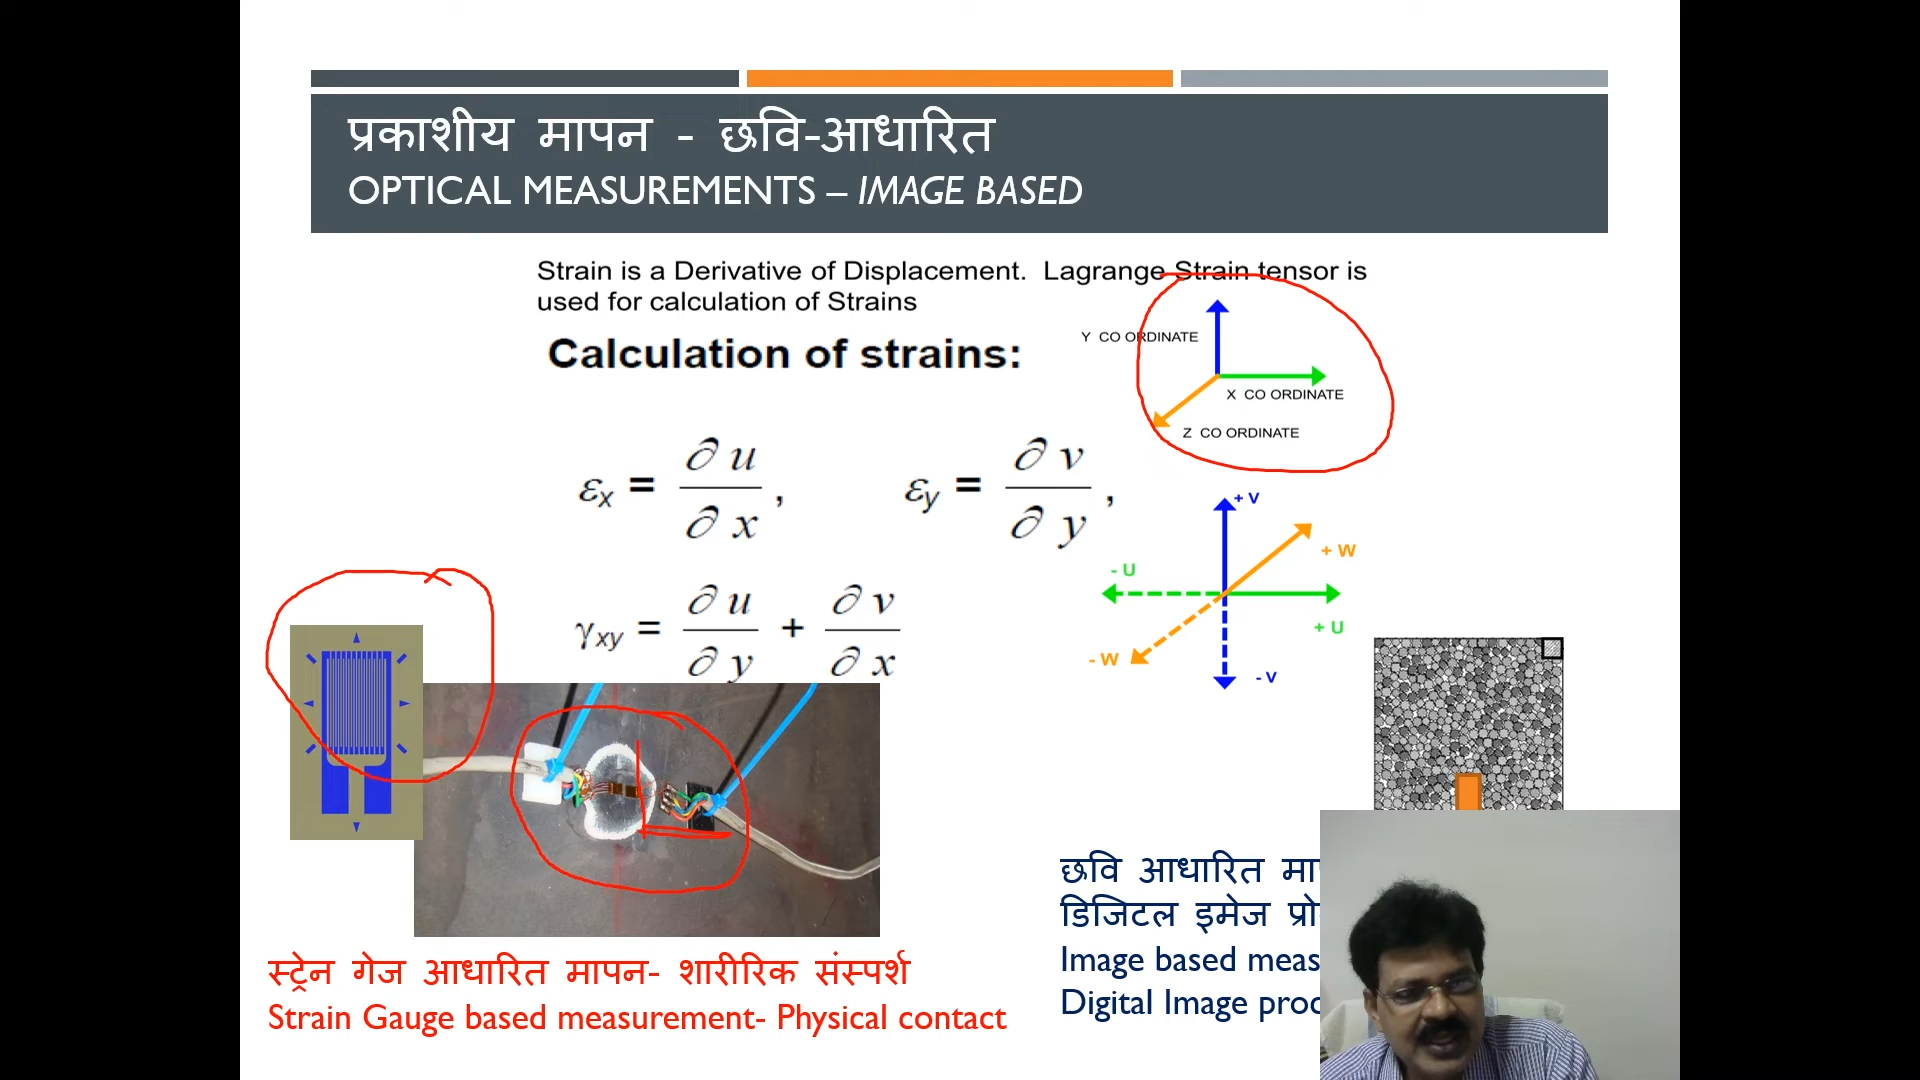 प्रकाशीय मापन - छवि-आधारित
OPTICAL MEASUREMENTS – IMAGE BASED
Strain is a Derivative of Displacement. Lagrange Strain tensor is
used for calculation of Strains
Calculation of strains:
Y CO ORDINATE
X CO ORDINATE
Z CO ORDINATE
εx = ∂u/∂x , εy = ∂v/∂y ,
γxy = ∂u/∂y + ∂v/∂x
+ V
+ W
- U
+ U
- W
- V
स्ट्रेन गेज आधारित मापन- शारीरिक संस्पर्श
Strain Gauge based measurement- Physical contact
छवि आधारित
डिजिटल इमेज
Image based
Digital Image